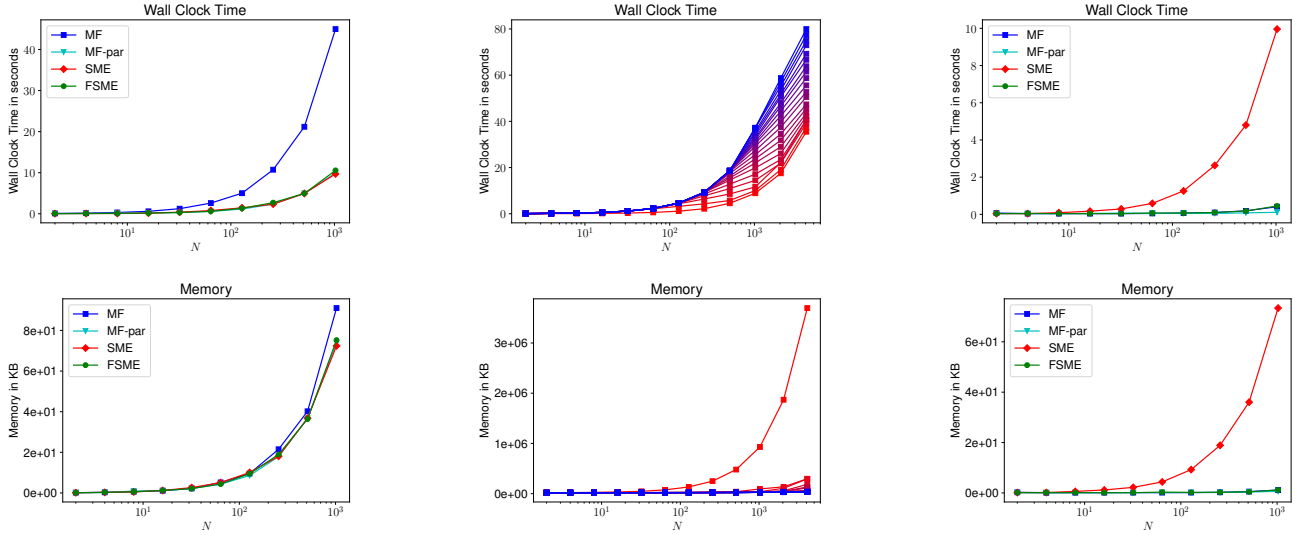 Wall Clock Time
Wall Clock Time in seconds
40
30
20
10
0
MF
MF-par
SME
FSME
10^1
10^2
10^3
N
Wall Clock Time
Wall Clock Time in seconds
80
60
40
20
0
10^1
10^2
10^3
N
Wall Clock Time
Wall Clock Time in seconds
10
8
6
4
2
0
MF
MF-par
SME
FSME
10^1
10^2
10^3
N
Memory
Memory in KB
8e+01
6e+01
4e+01
2e+01
0e+00
MF
MF-par
SME
FSME
10^1
10^2
10^3
N
Memory
Memory in KB
3e+06
2e+06
1e+06
0e+00
10^1
10^2
10^3
N
Memory
Memory in KB
6e+01
4e+01
2e+01
0e+00
MF
MF-par
SME
FSME
10^1
10^2
10^3
N